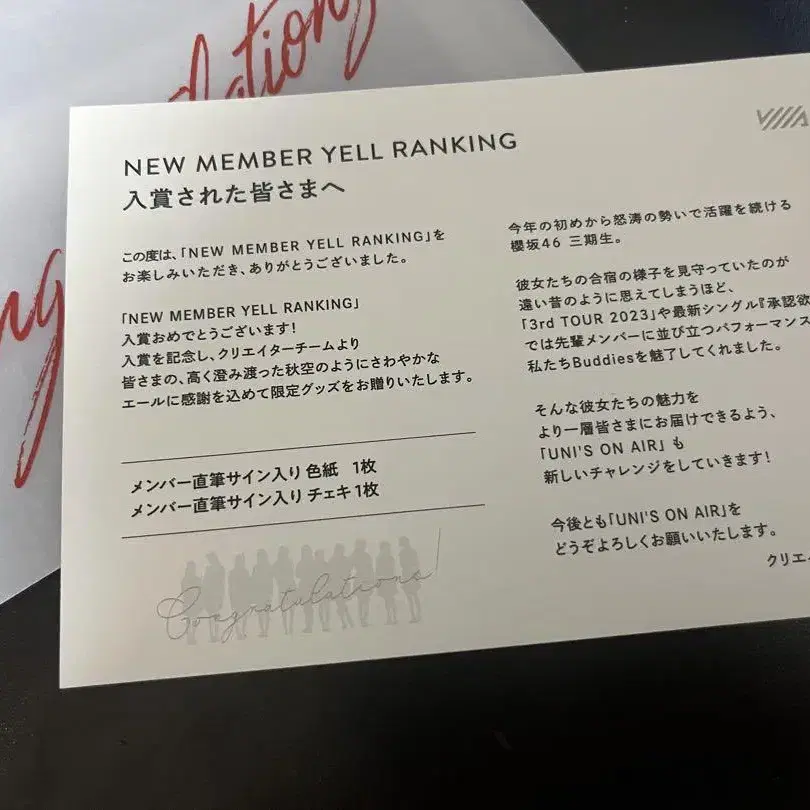 lation
ng
NEW MEMBER YELL RANKING
入賞された皆さまへ
この度は、「NEW MEMBER YELL RANKING」を
お楽しみいただき、ありがとうございました。
「NEW MEMBER YELL RANKING」
入賞おめでとうございます!
入賞を記念し、クリエイターチームより
皆さまの、高く澄み渡った秋空のようにさわやかな
エールに感謝を込めて限定グッズをお贈りいたします。
メンバー直筆サイン入り 色紙 1枚
メンバー直筆サイン入り チェキ 1枚
Congratulations
今年の初めから怒涛の勢いで活躍を続ける
櫻坂46 三期生。
彼女たちの合宿の様子を見守っていたのが
遠い昔のように思えてしまうほど、
「3rd TOUR 2023」や最新シングル『承認欲
では先輩メンバーに並び立つパフォーマンス
私たちBuddiesを魅了してくれました。
そんな彼女たちの魅力を
より一層皆さまにお届けできるよう、
「UNI'S ON AIR」も
新しいチャレンジをしていきます!
今後とも「UNI'S ON AIR」を
どうぞよろしくお願いいたします。
クリエイ